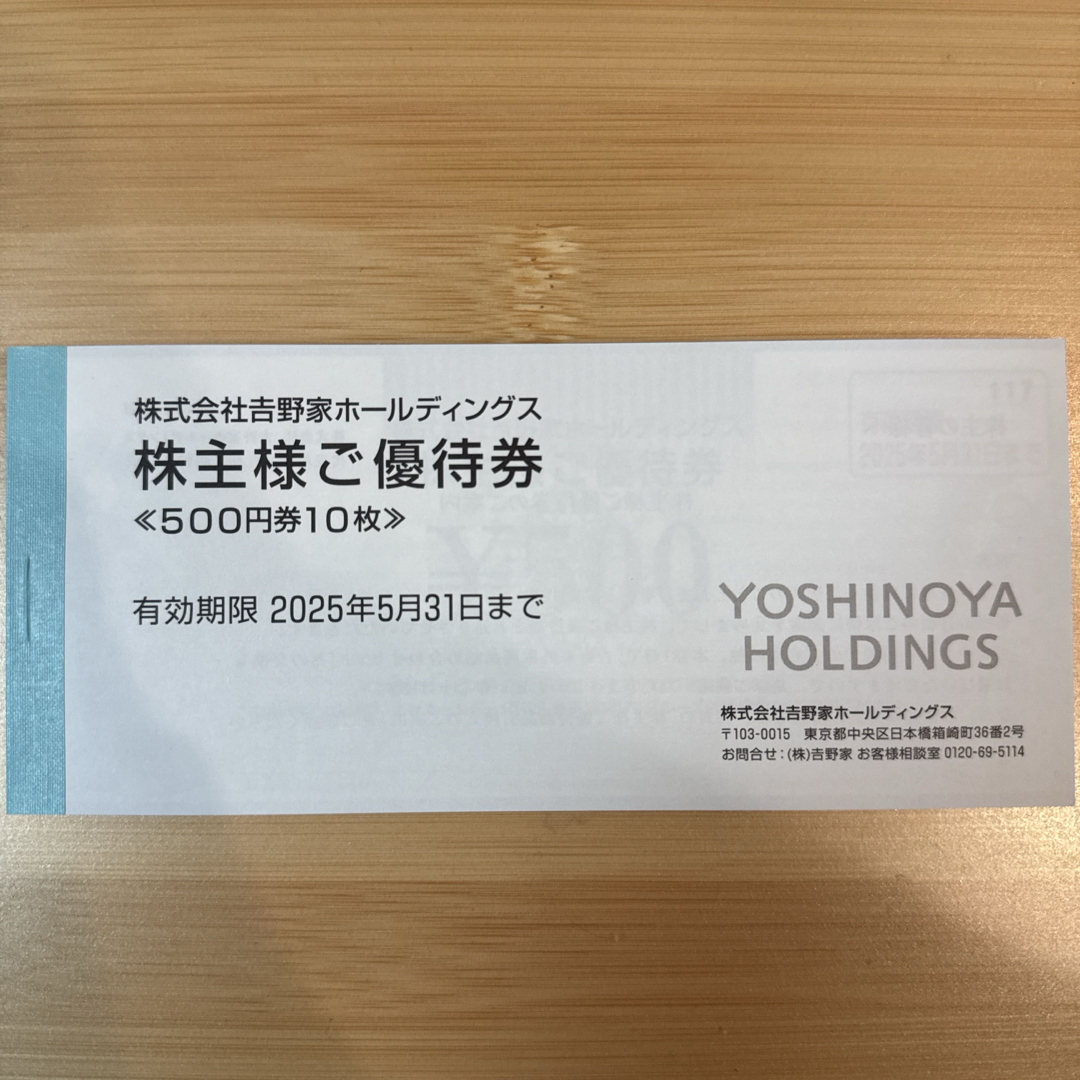 株式会社𠮷野家ホールディングス
株主様ご優待券
≪500円券10枚≫
有効期限 2025年5月31日まで
YOSHINOYA
HOLDINGS
株式会社𠮷野家ホールディングス
〒103-0015 東京都中央区日本橋箱崎町36番2号
お問合せ：(株)𠮷野家 お客様相談室 0120-69-5114